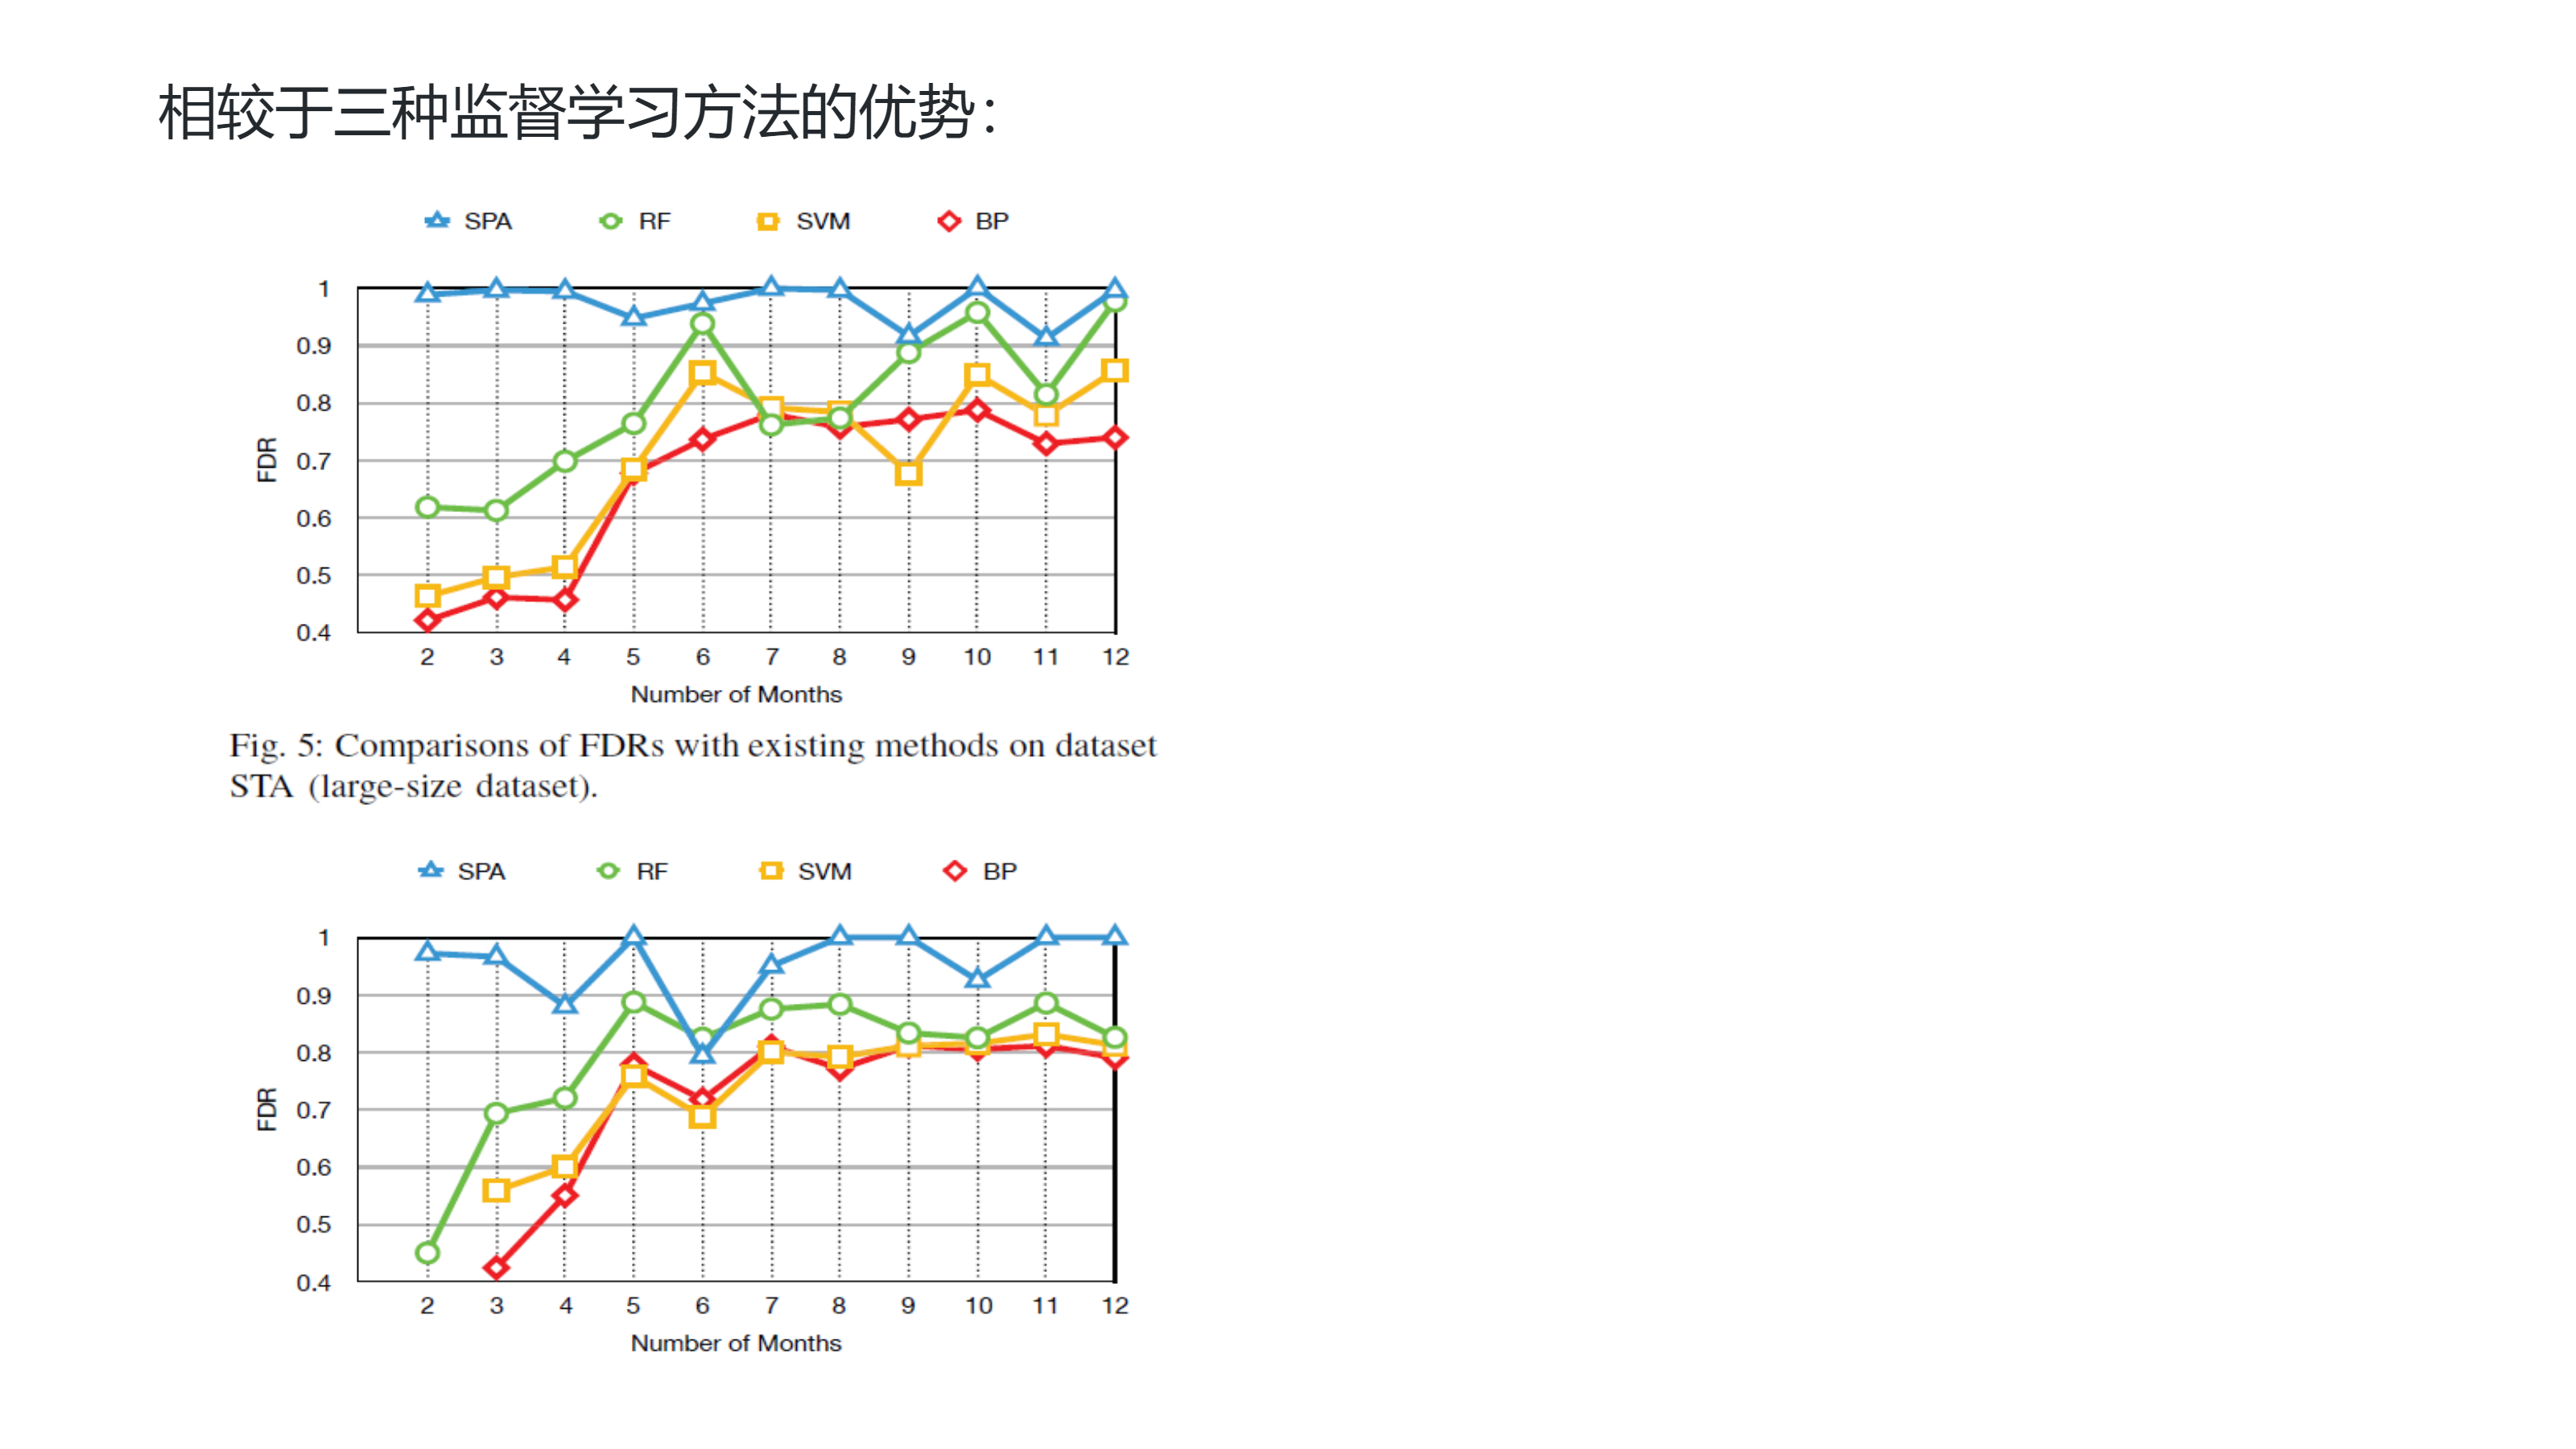 相较于三种监督学习方法的优势：
SPA RF SVM BP
1
0.9
0.8
0.7
0.6
0.5
0.4
FDR
2 3 4 5 6 7 8 9 10 11 12
Number of Months
Fig. 5: Comparisons of FDRs with existing methods on dataset
STA (large-size dataset).
SPA RF SVM BP
1
0.9
0.8
0.7
0.6
0.5
0.4
FDR
2 3 4 5 6 7 8 9 10 11 12
Number of Months